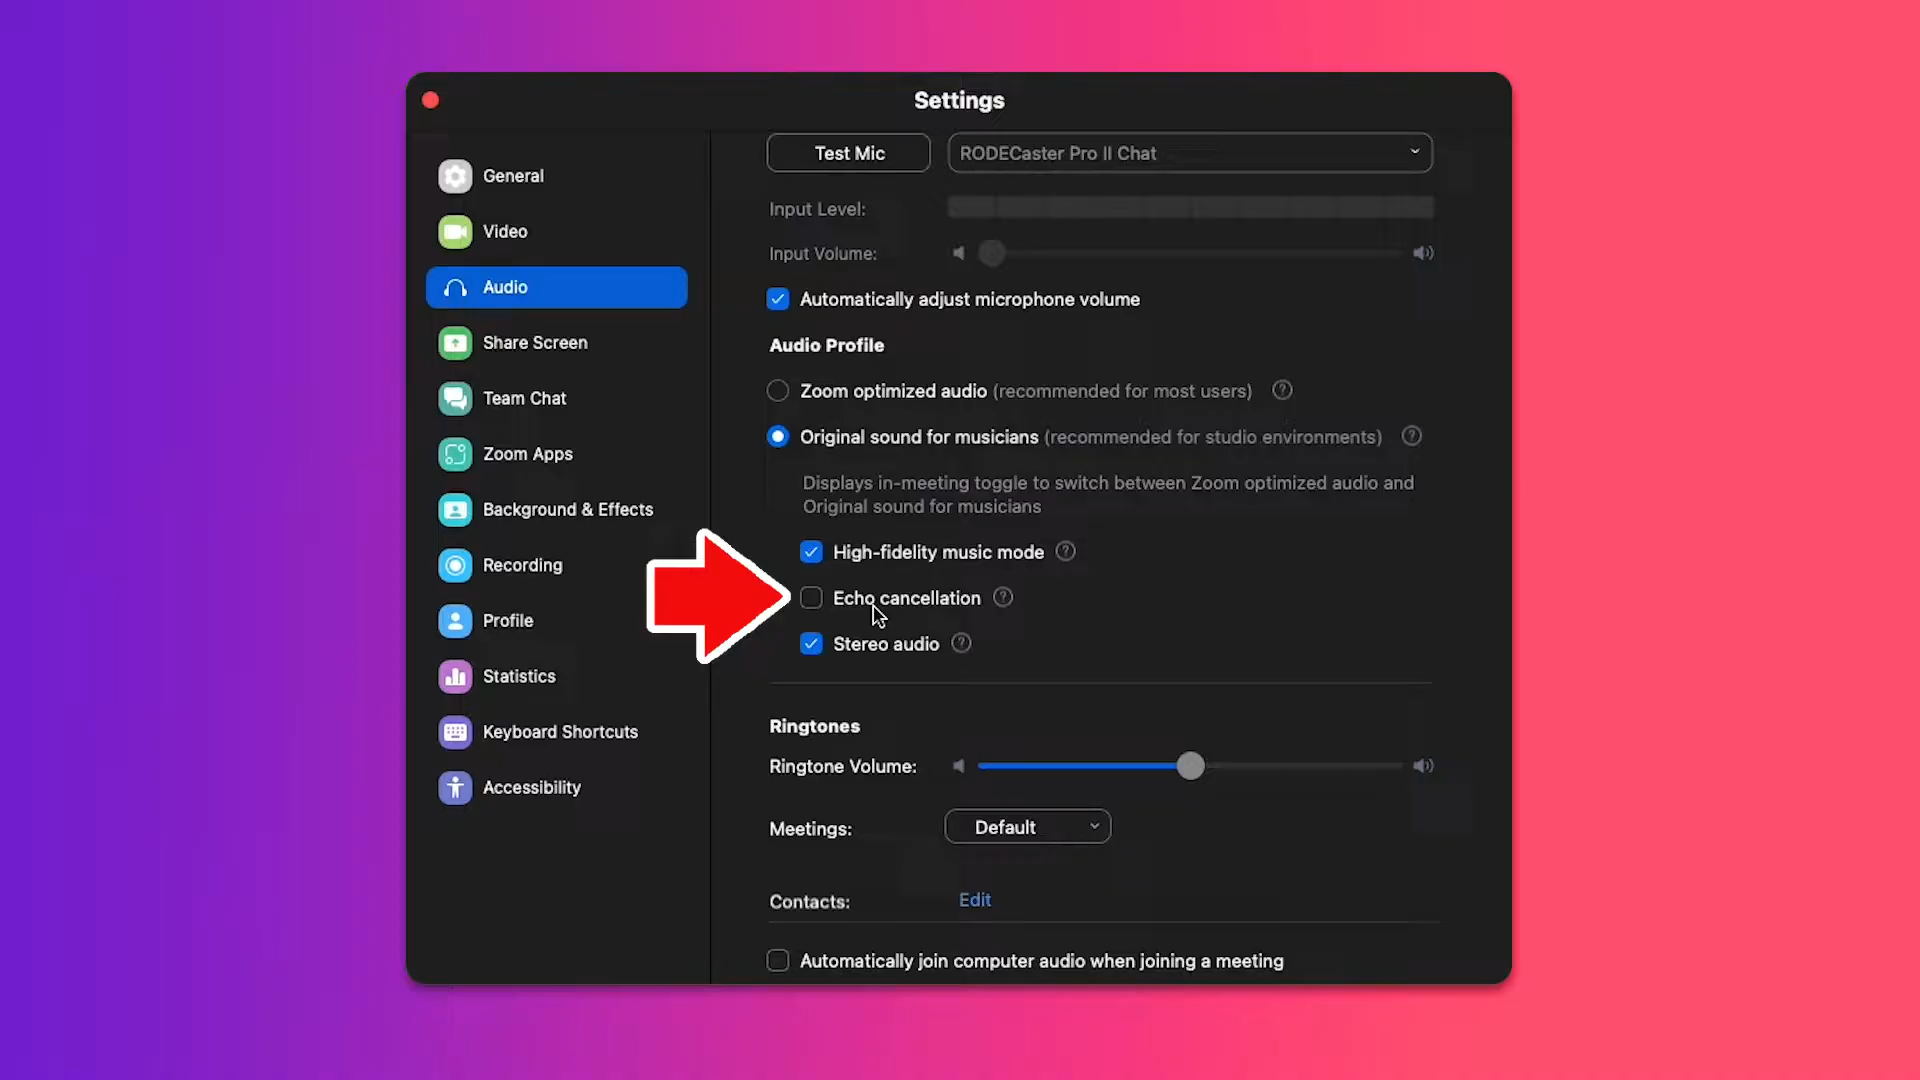 Settings
General
Video
Audio
Share Screen
Team Chat
Zoom Apps
Background & Effects
Recording
Profile
Statistics
Keyboard Shortcuts
Accessibility
Test Mic
RODECaster Pro II Chat
Input Level:
Input Volume:
Automatically adjust microphone volume
Audio Profile
Zoom optimized audio (recommended for most users) ?
Original sound for musicians (recommended for studio environments) ?
Displays in-meeting toggle to switch between Zoom optimized audio and
Original sound for musicians
High-fidelity music mode ?
Echo cancellation ?
Stereo audio ?
Ringtones
Ringtone Volume:
Meetings: Default
Contacts: Edit
Automatically join computer audio when joining a meeting